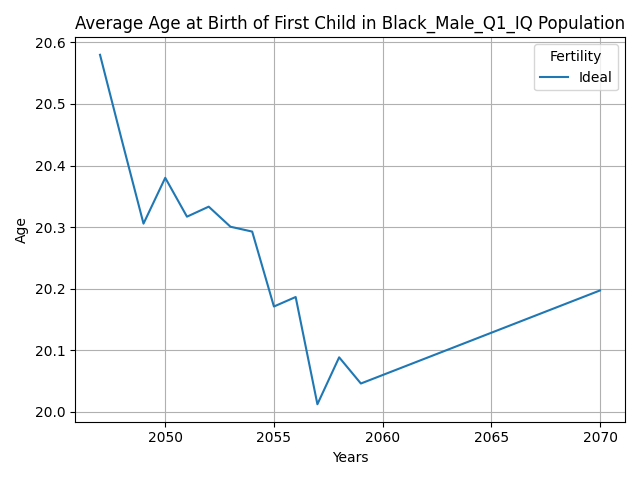 Average Age at Birth of First Child in Black_Male_Q1_IQ Population
Fertility
Ideal
20.6
20.5
20.4
20.3
20.2
20.1
20.0
Age
2050 2055 2060 2065 2070
Years